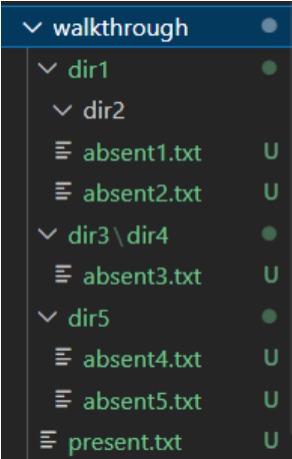 walkthrough
dir1
dir2
absent1.txt U
absent2.txt U
dir3\dir4
absent3.txt U
dir5
absent4.txt U
absent5.txt U
present.txt U